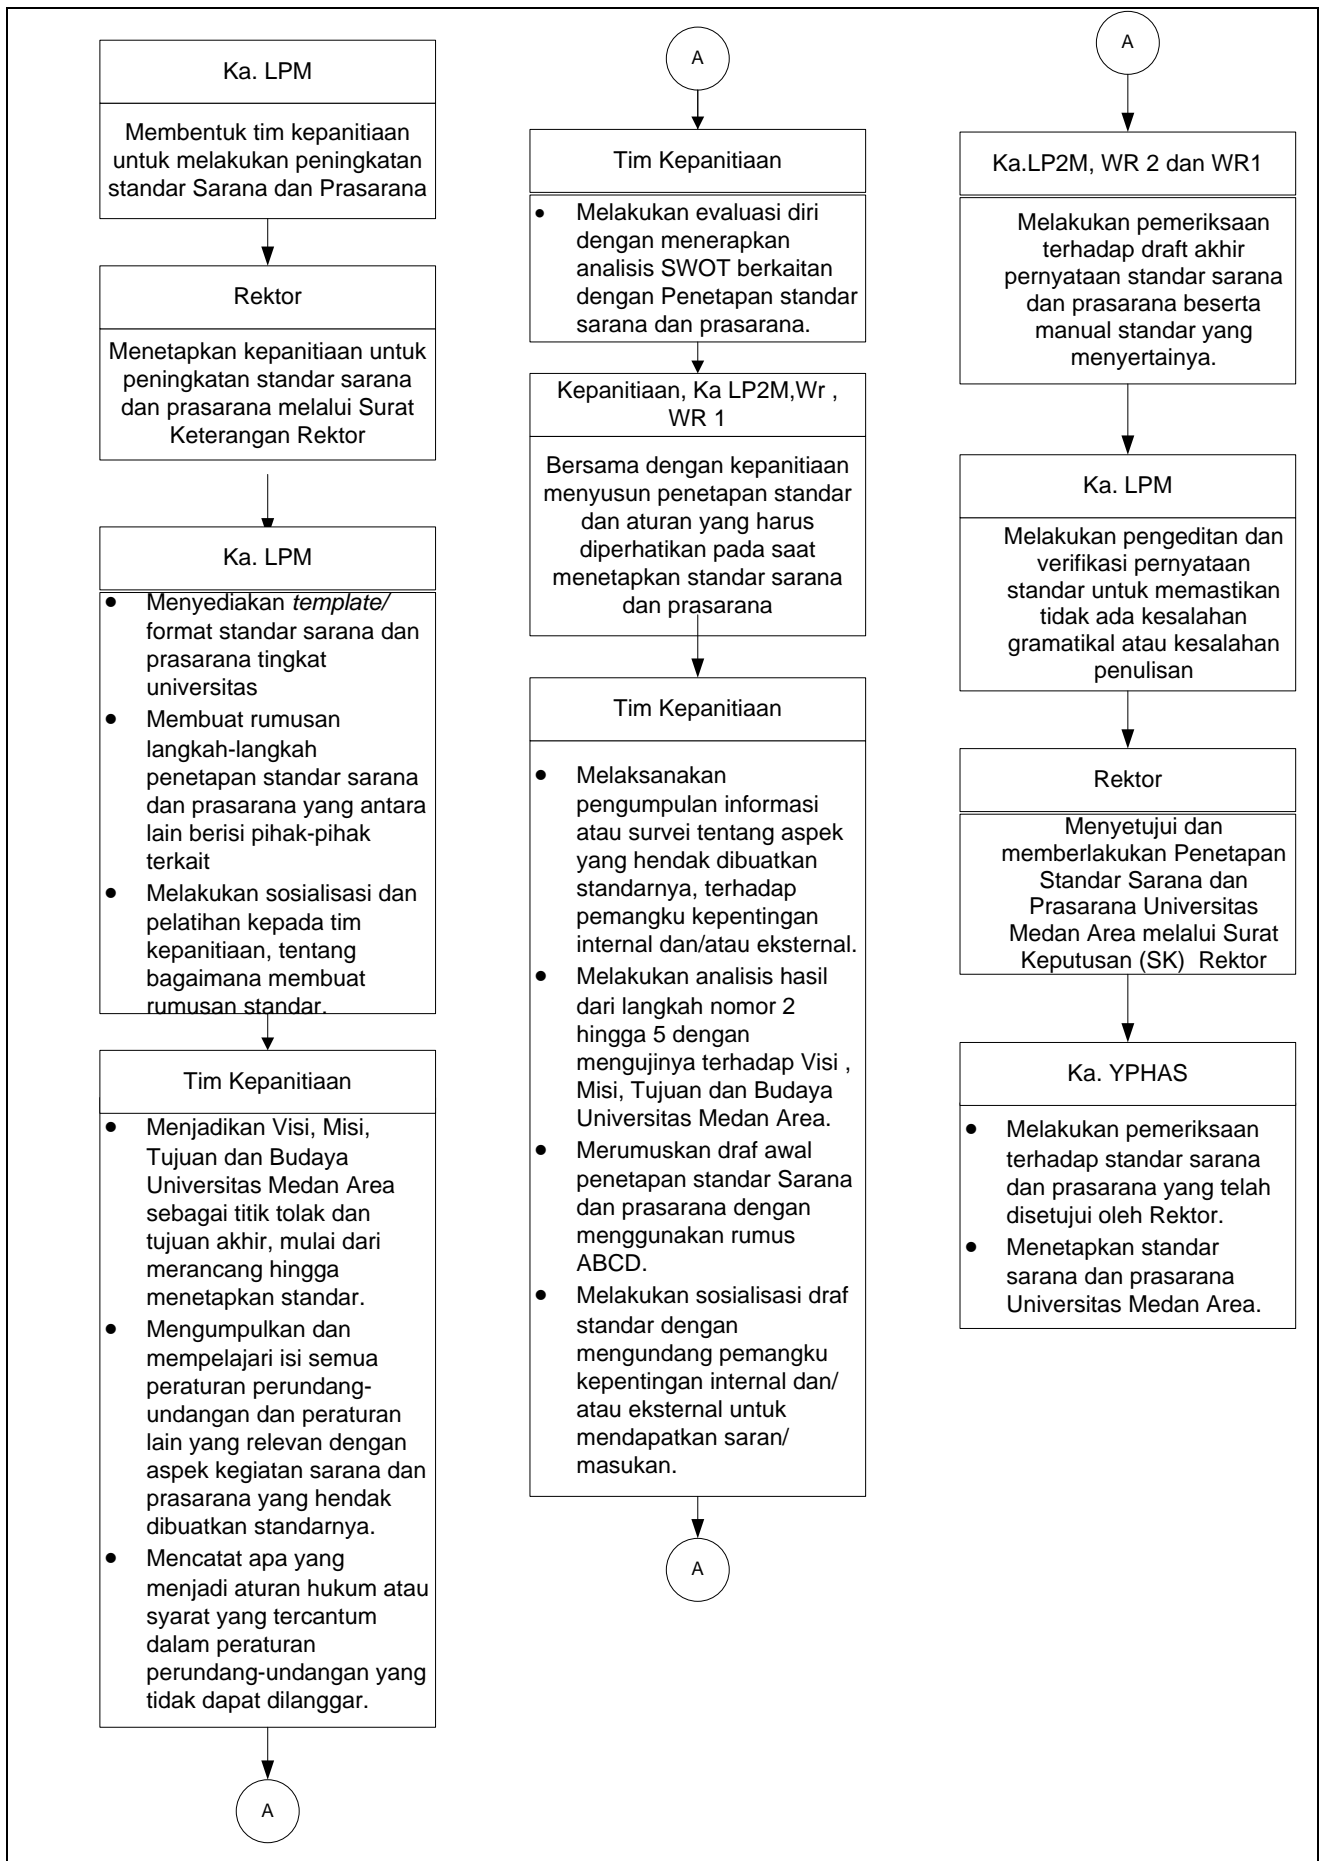 Ka. LPM
Membentuk tim kepanitiaan
untuk melakukan peningkatan
standar Sarana dan Prasarana
Rektor
Menetapkan kepanitiaan untuk
peningkatan standar sarana
dan prasarana melalui Surat
Keterangan Rektor
Ka. LPM
• Menyediakan template/
format standar sarana dan
prasarana tingkat
universitas
• Membuat rumusan
langkah-langkah
penetapan standar sarana
dan prasarana yang antara
lain berisi pihak-pihak
terkait
• Melakukan sosialisasi dan
pelatihan kepada tim
kepanitiaan, tentang
bagaimana membuat
rumusan standar.
Tim Kepanitiaan
• Menjadikan Visi, Misi,
Tujuan dan Budaya
Universitas Medan Area
sebagai titik tolak dan
tujuan akhir, mulai dari
merancang hingga
menetapkan standar.
• Mengumpulkan dan
mempelajari isi semua
peraturan perundang-
undangan dan peraturan
lain yang relevan dengan
aspek kegiatan sarana dan
prasarana yang hendak
dibuatkan standarnya.
• Mencatat apa yang
menjadi aturan hukum atau
syarat yang tercantum
dalam peraturan
perundang-undangan yang
tidak dapat dilanggar.
A
A
Tim Kepanitiaan
• Melakukan evaluasi diri
dengan menerapkan
analisis SWOT berkaitan
dengan Penetapan standar
sarana dan prasarana.
Kepanitiaan, Ka LP2M,Wr ,
WR 1
Bersama dengan kepanitiaan
menyusun penetapan standar
dan aturan yang harus
diperhatikan pada saat
menetapkan standar sarana
dan prasarana
Tim Kepanitiaan
• Melaksanakan
pengumpulan informasi
atau survei tentang aspek
yang hendak dibuatkan
standarnya, terhadap
pemangku kepentingan
internal dan/atau eksternal.
• Melakukan analisis hasil
dari langkah nomor 2
hingga 5 dengan
mengujinya terhadap Visi ,
Misi, Tujuan dan Budaya
Universitas Medan Area.
• Merumuskan draf awal
penetapan standar Sarana
dan prasarana dengan
menggunakan rumus
ABCD.
• Melakukan sosialisasi draf
standar dengan
mengundang pemangku
kepentingan internal dan/
atau eksternal untuk
mendapatkan saran/
masukan.
A
A
Ka.LP2M, WR 2 dan WR1
Melakukan pemeriksaan
terhadap draft akhir
pernyataan standar sarana
dan prasarana beserta
manual standar yang
menyertainya.
Ka. LPM
Melakukan pengeditan dan
verifikasi pernyataan
standar untuk memastikan
tidak ada kesalahan
gramatikal atau kesalahan
penulisan
Rektor
Menyetujui dan
memberlakukan Penetapan
Standar Sarana dan
Prasarana Universitas
Medan Area melalui Surat
Keputusan (SK) Rektor
Ka. YPHAS
• Melakukan pemeriksaan
terhadap standar sarana
dan prasarana yang telah
disetujui oleh Rektor.
• Menetapkan standar
sarana dan prasarana
Universitas Medan Area.